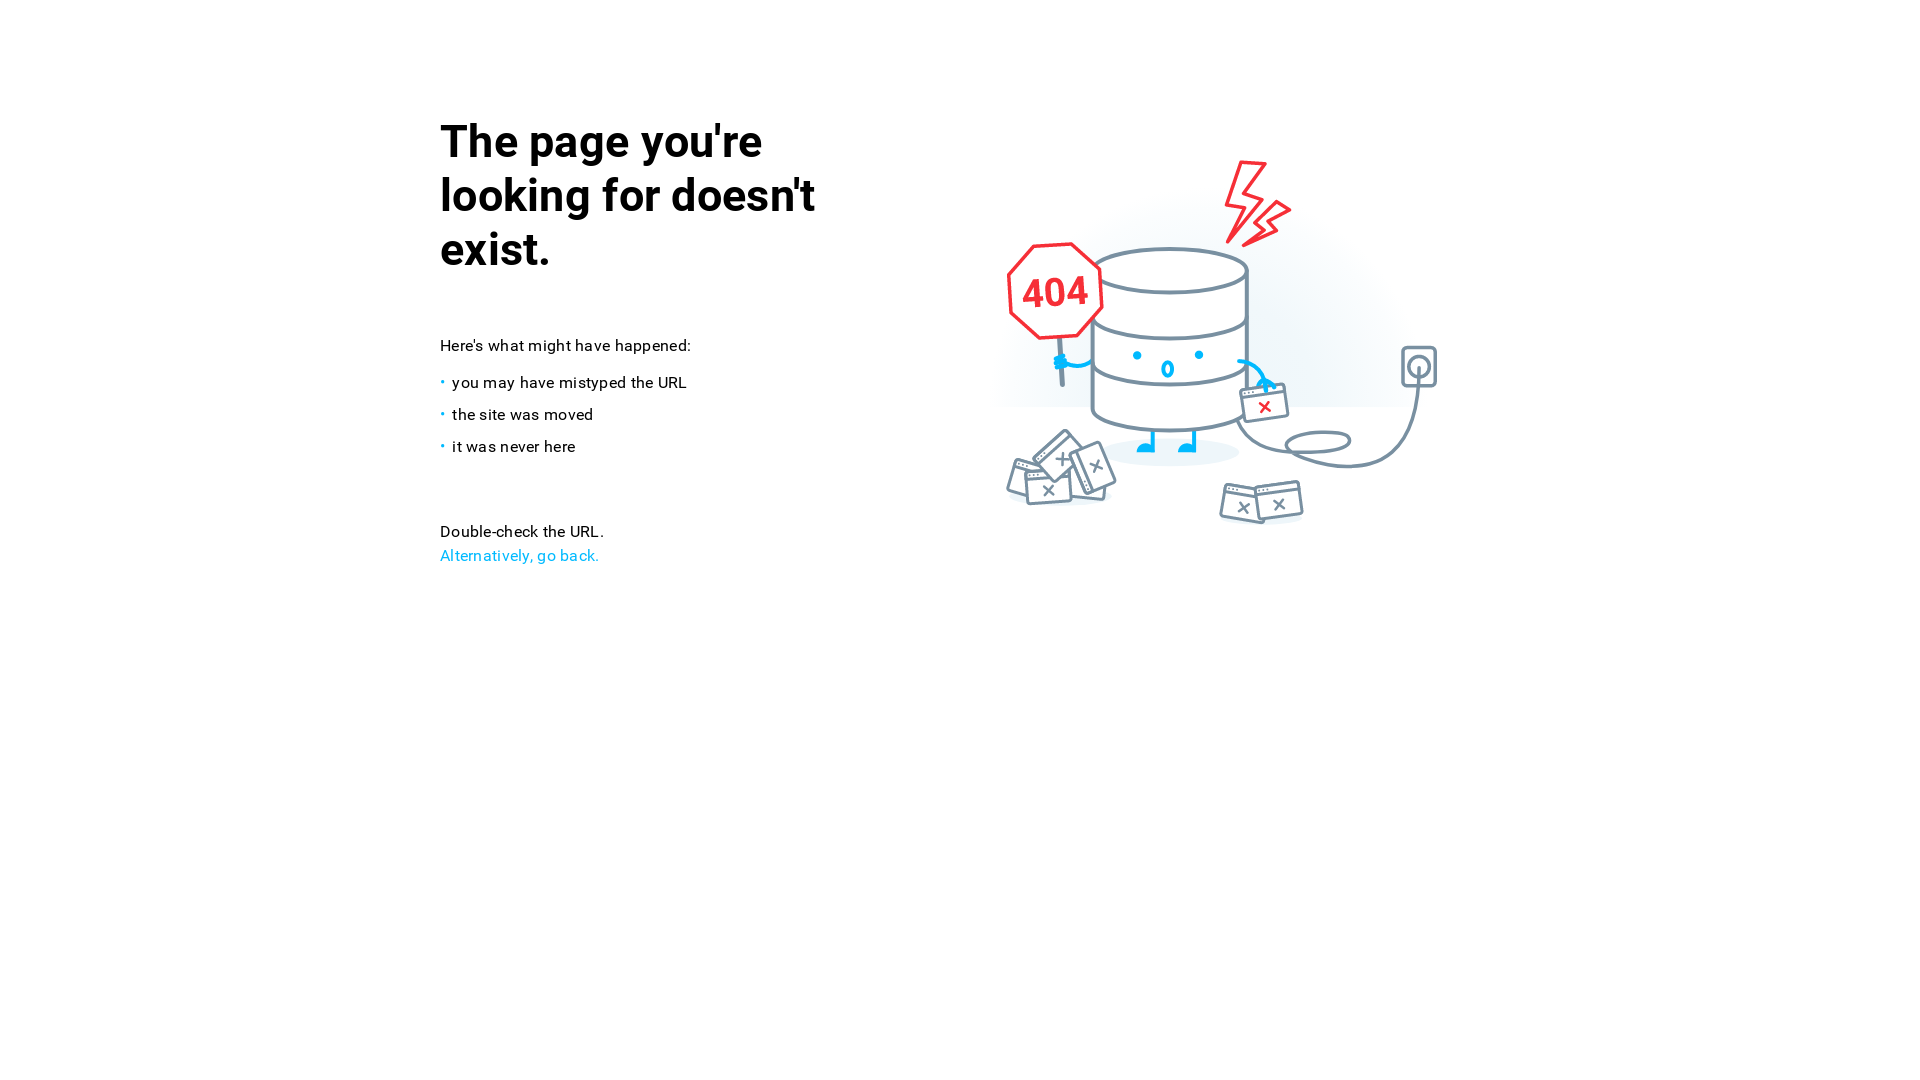 The page you're
looking for doesn't
exist.
Here's what might have happened:
• you may have mistyped the URL
• the site was moved
• it was never here
Double-check the URL.
Alternatively, go back.
404